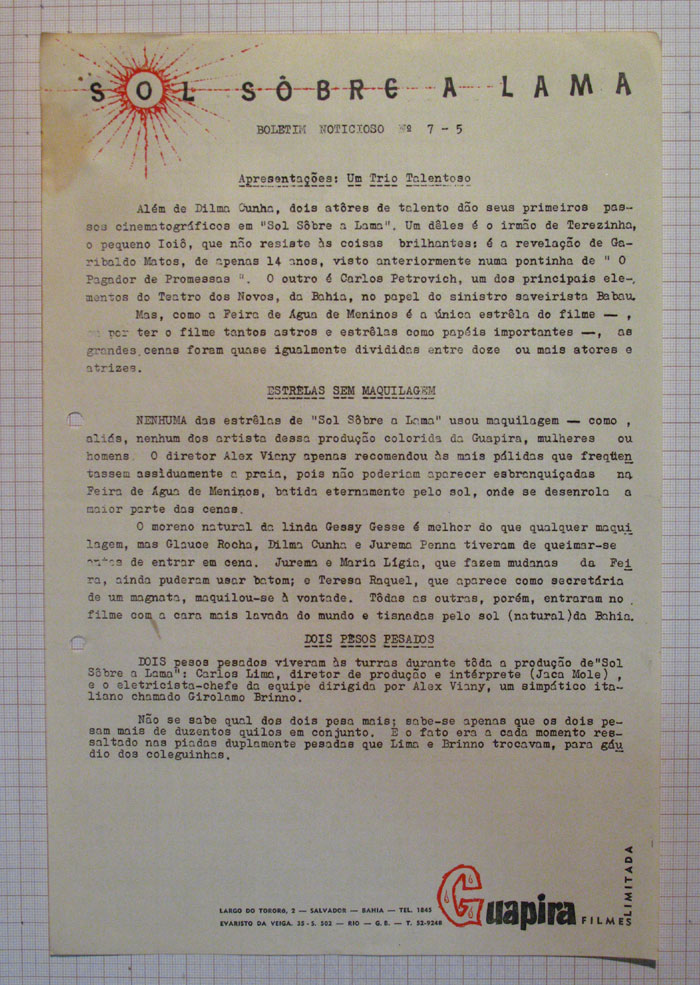 SOL SÔBRE A LAMA
BOLETIM NOTICIOSO Nº 7 - 5
Apresentações: Um Trio Talentoso
Além de Dilma Cunha, dois atôres de talento dão seus primeiros pas-
sos cinematográficos em "Sol Sôbre a Lama". Um dêles é o irmão de Terezinha,
o pequeno Ioiô, que não resiste às coisas brilhantes: é a revelação de Ga-
ribaldo Matos, de apenas 14 anos, visto anteriormente numa pontinha de " O
Pagador de Promessas ". O outro é Carlos Petrovich, um dos principais ele-
mentos do Teatro dos Novos, da Bahia, no papel do sinistro saveirista Babau.
Mas, como a Feira de Água de Meninos é a única estrêla do filme — ,
ou por ter o filme tantos astros e estrêlas como papéis importantes —, as
grandes cenas foram quase igualmente divididas entre doze ou mais atores e
atrizes.
ESTRÊLAS SEM MAQUILAGEM
NENHUMA das estrêlas de "Sol Sôbre a Lama" usou maquilagem — como ,
aliás, nenhum dos artista dessa produção colorida da Guapira, mulheres ou
homens. O diretor Alex Viany apenas recomendou às mais pálidas que freqüen
tassem assiduamente a praia, pois não poderiam aparecer esbranquiçadas na
Feira de Água de Meninos, batida eternamente pelo sol, onde se desenrola a
maior parte das cenas.
O moreno natural da linda Gessy Gesse é melhor do que qualquer maqui
lagem, mas Glauce Rocha, Dilma Cunha e Jurema Penna tiveram de queimar-se
antes de entrar em cena. Jurema e Maria Lígia, que fazem mudanas da Fei
ra, ainda puderam usar batom; e Teresa Raquel, que aparece como secretária
de um magnata, maquilou-se à vontade. Tôdas as outras, porém, entraram no
filme com a cara mais lavada do mundo e tisnadas pelo sol (natural)da Bahia.
DOIS PESOS PESADOS
DOIS pesos pesados viveram às turras durante tôda a produção de"Sol
Sôbre a Lama": Carlos Lima, diretor de produção e intérprete (Jaca Mole) ,
e o eletricista-chefe da equipe dirigida por Alex Viany, um simpático ita-
liano chamado Girolamo Brinno.
Não se sabe qual dos dois pesa mais; sabe-se apenas que os dois pe-
sam mais de duzentos quilos em conjunto. E o fato era a cada momento res-
saltado nas piadas duplamente pesadas que Lima e Brinno trocavam, para gáu
dio dos coleguinhas.
LARGO DO TORORÓ, 2 — SALVADOR — BAHIA — TEL. 1845
EVARISTO DA VEIGA, 35 - S. 502 — RIO — G. B. — T. 52-9248
Guapira FILMES LIMITADA